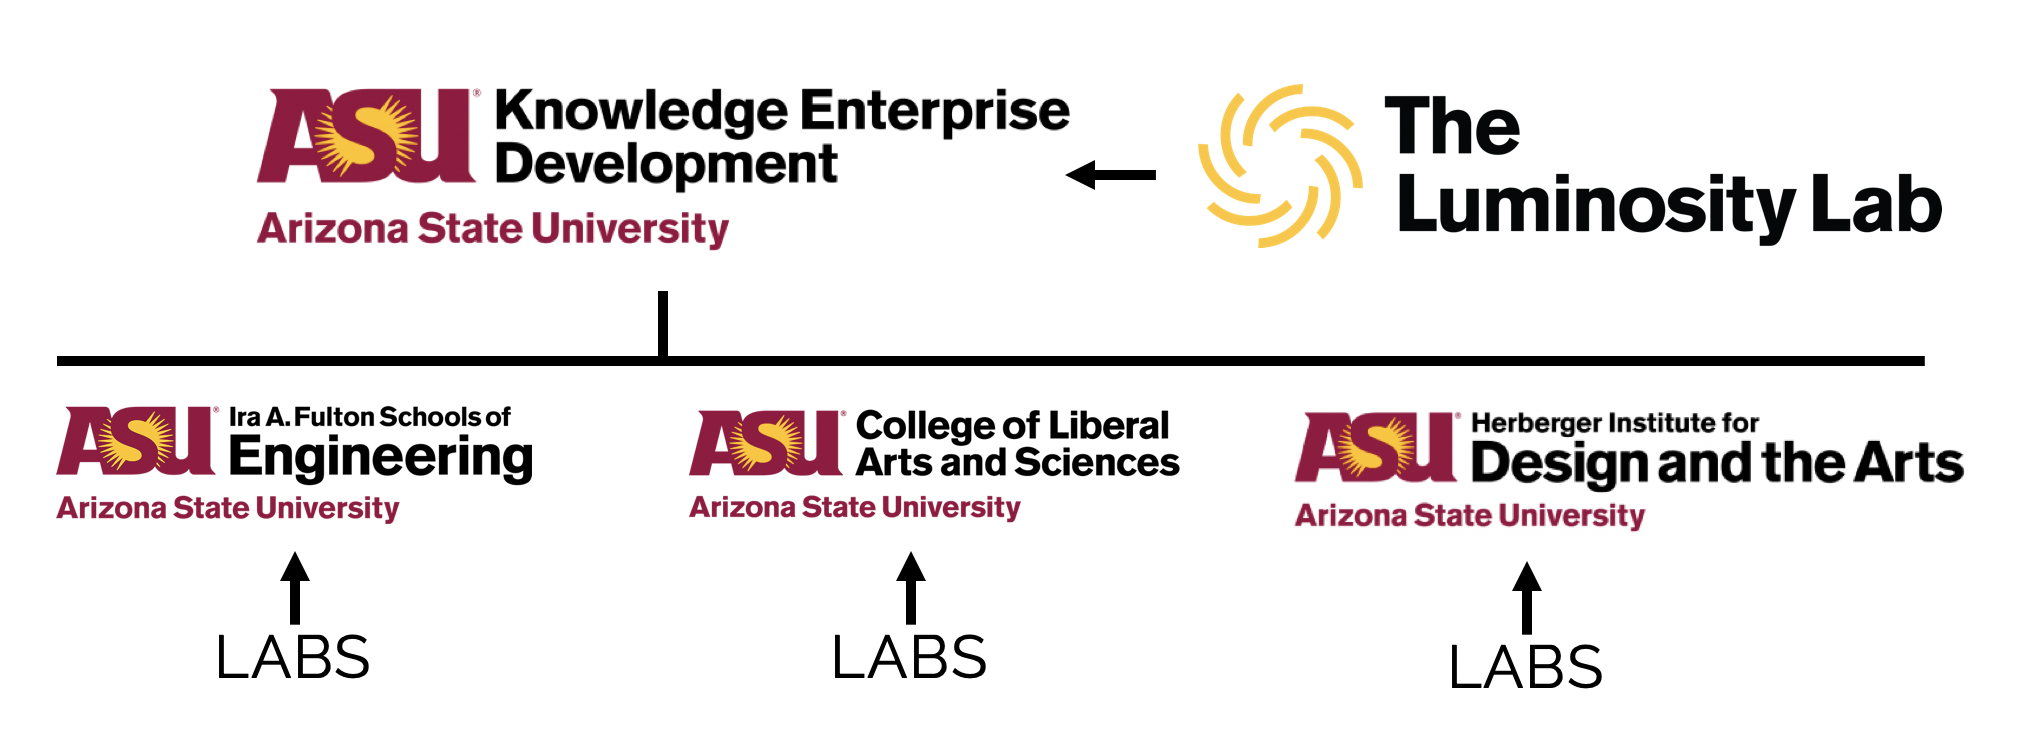 ASU® Knowledge Enterprise
Development
Arizona State University
The
Luminosity Lab
ASU® Ira A. Fulton Schools of
Engineering
Arizona State University
ASU® College of Liberal
Arts and Sciences
Arizona State University
ASU® Herberger Institute for
Design and the Arts
Arizona State University
LABS
LABS
LABS